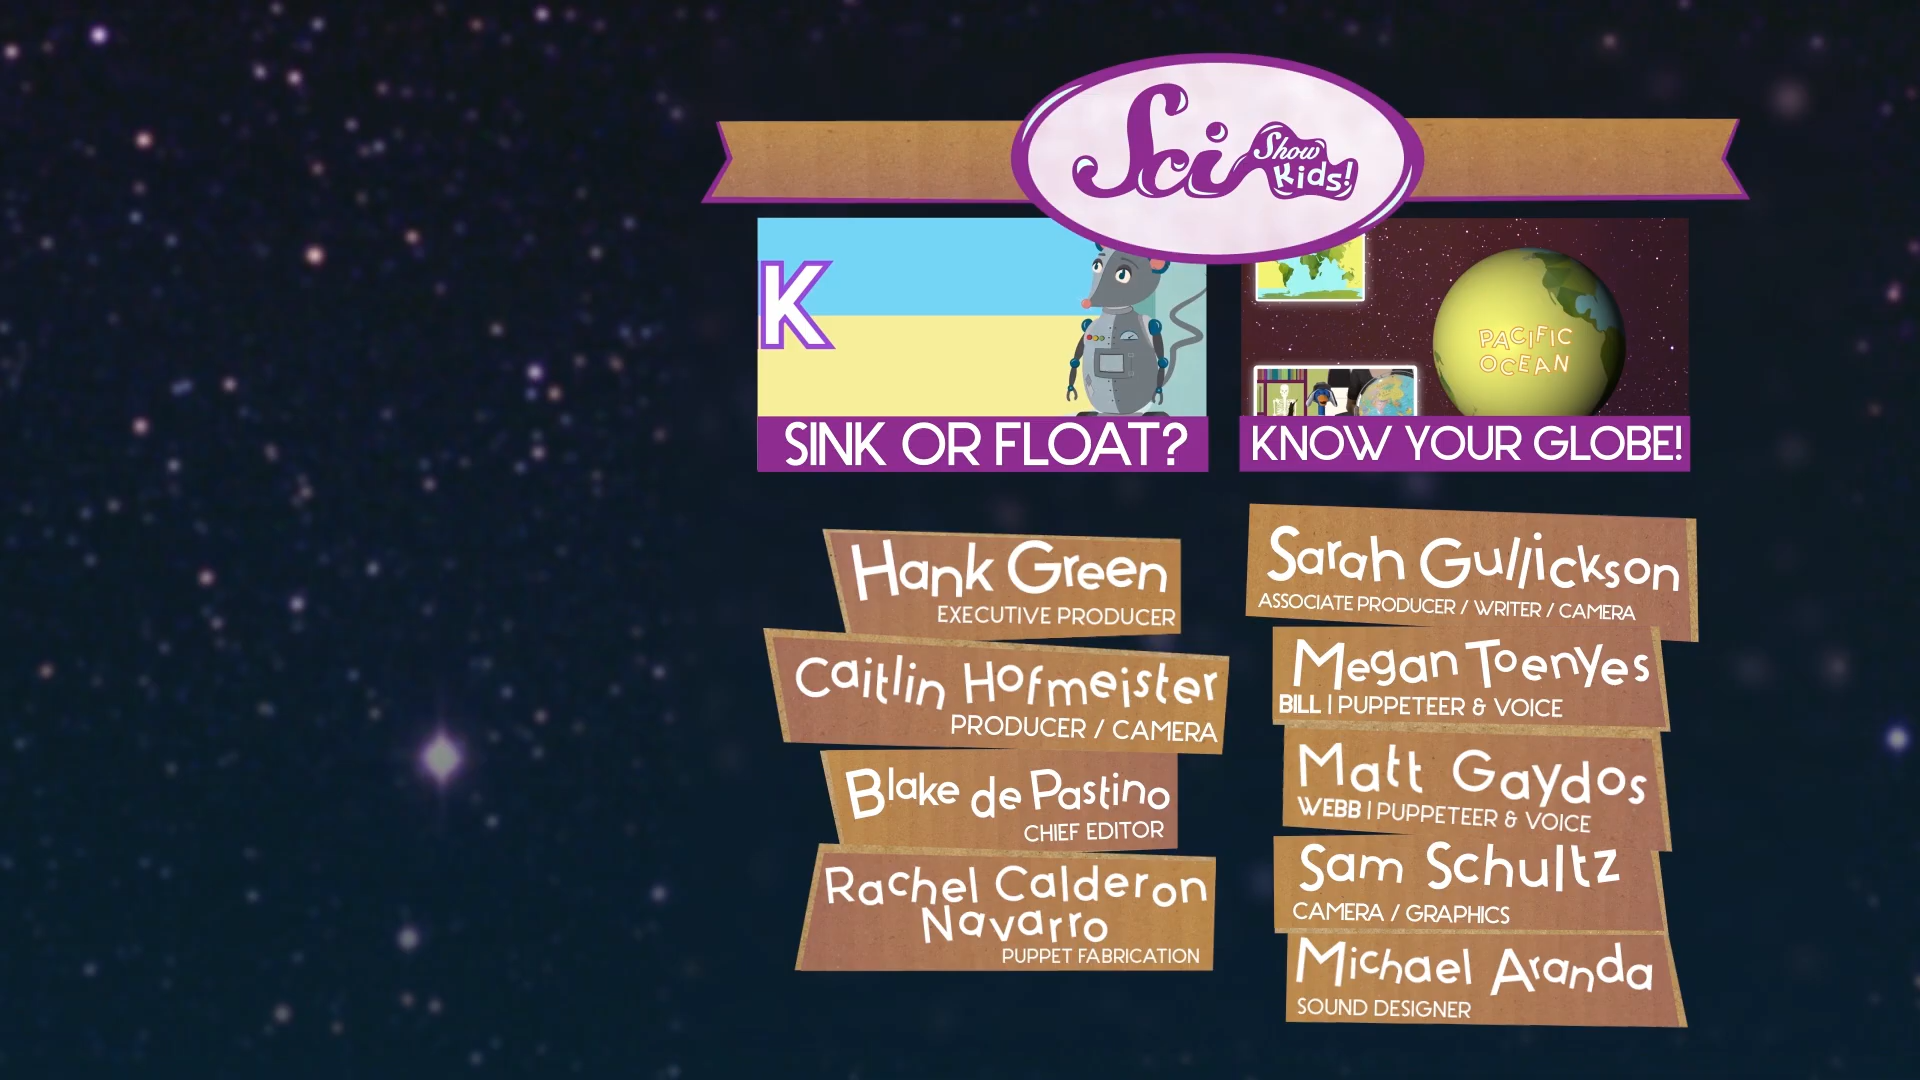 Sci
Show
Kids!
K
PACIFIC
OCEAN
SINK OR FLOAT?
KNOW YOUR GLOBE!
Hank Green
EXECUTIVE PRODUCER
Caitlin Hofmeister
PRODUCER / CAMERA
Blake de Pastino
CHIEF EDITOR
Rachel Calderon
Navarro
PUPPET FABRICATION
Sarah Gullickson
ASSOCIATE PRODUCER / WRITER / CAMERA
Megan Toenyes
BILL | PUPPETEER & VOICE
Matt Gaydos
WEBB | PUPPETEER & VOICE
Sam Schultz
CAMERA / GRAPHICS
Michael Aranda
SOUND DESIGNER